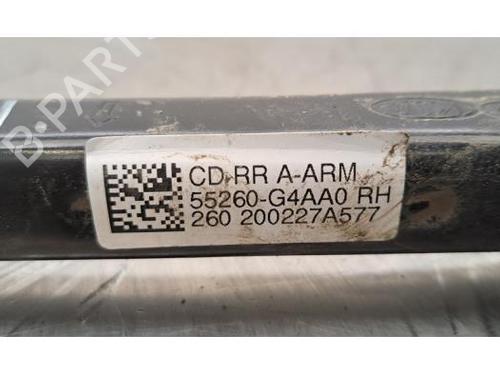 CD-RR A-ARM
55260-G4AA0 RH
260 200227A577
B-PARTS